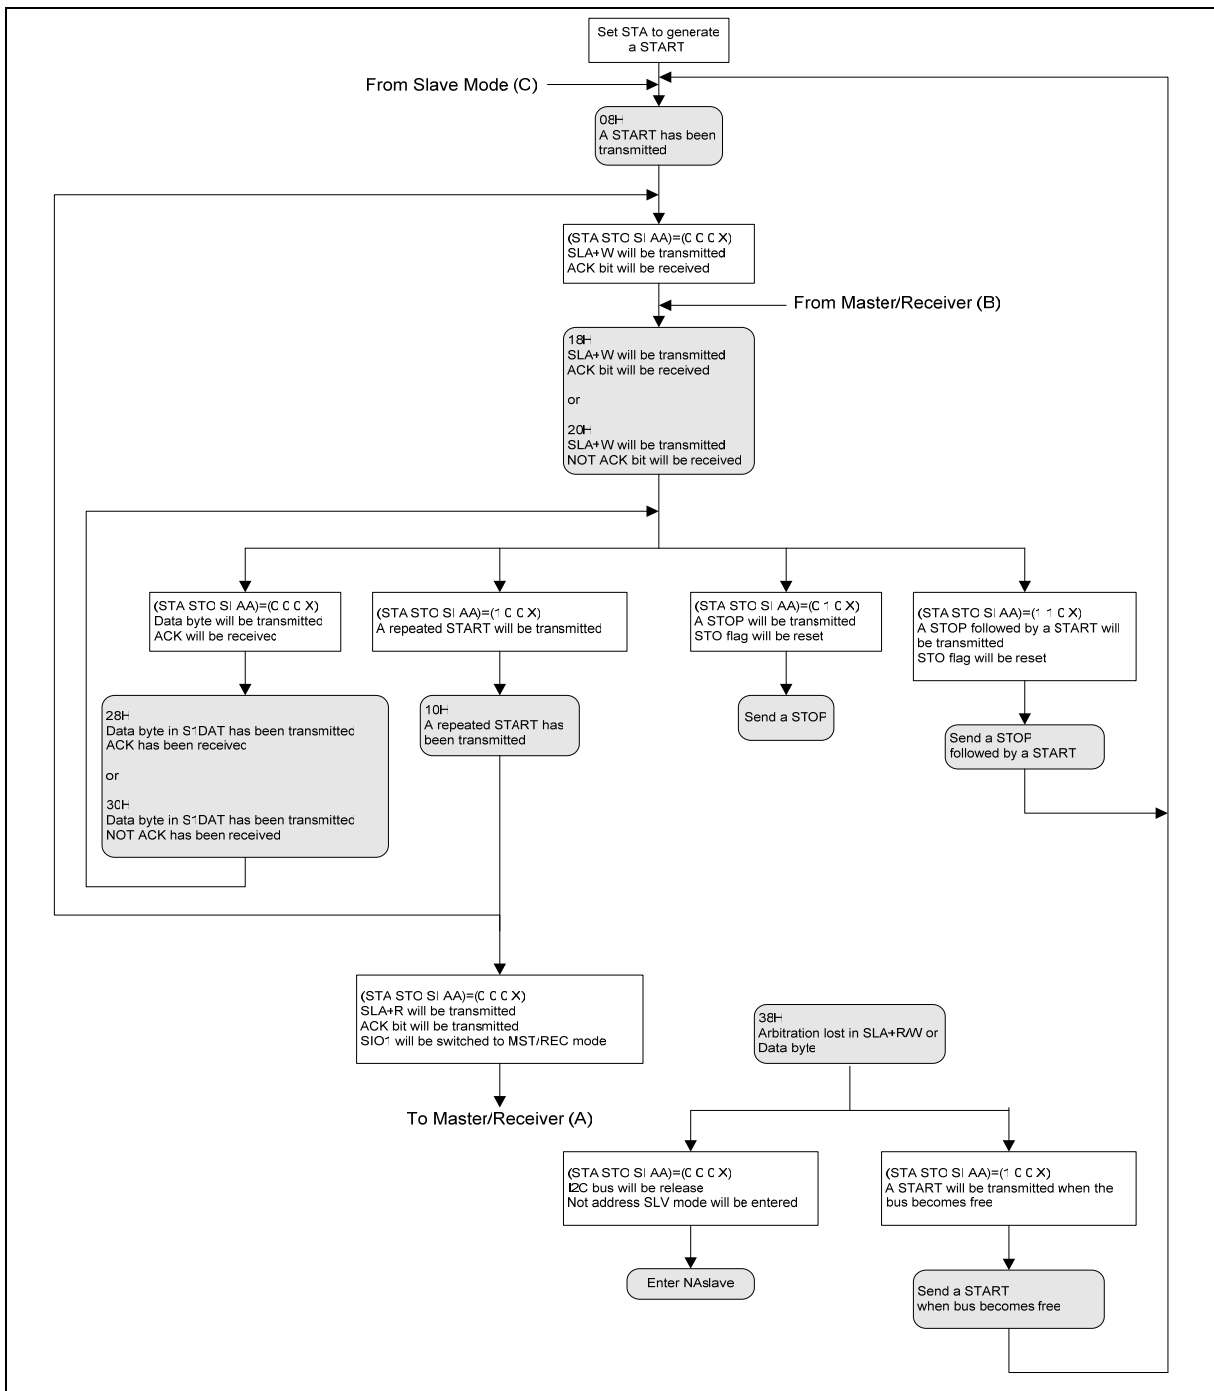 Set STA to generate
a START
From Slave Mode (C)
08H
A START has been
transmitted
(STA STO SI AA)=(0 0 0 X)
SLA+W will be transmitted
ACK bit will be received
From Master/Receiver (B)
18H
SLA+W will be transmitted
ACK bit will be received
or
20H
SLA+W will be transmitted
NOT ACK bit will be received
(STA STO SI AA)=(0 0 0 X)
Data byte will be transmitted
ACK will be received
(STA STO SI AA)=(1 0 0 X)
A repeated START will be transmitted
(STA STO SI AA)=(0 1 0 X)
A STOP will be transmitted
STO flag will be reset
(STA STO SI AA)=(1 1 0 X)
A STOP followed by a START will
be transmitted
STO flag will be reset
28H
Data byte in S1DAT has been transmitted
ACK has been received
or
30H
Data byte in S1DAT has been transmitted
NOT ACK has been received
10H
A repeated START has
been transmitted
Send a STOP
Send a STOP
followed by a START
(STA STO SI AA)=(0 0 0 X)
SLA+R will be transmitted
ACK bit will be transmitted
SIO1 will be switched to MST/REC mode
To Master/Receiver (A)
38H
Arbitration lost in SLA+R/W or
Data byte
(STA STO SI AA)=(0 0 0 X)
I2C bus will be release
Not address SLV mode will be entered
(STA STO SI AA)=(1 0 0 X)
A START will be transmitted when the
bus becomes free
Enter NAslave
Send a START
when bus becomes free